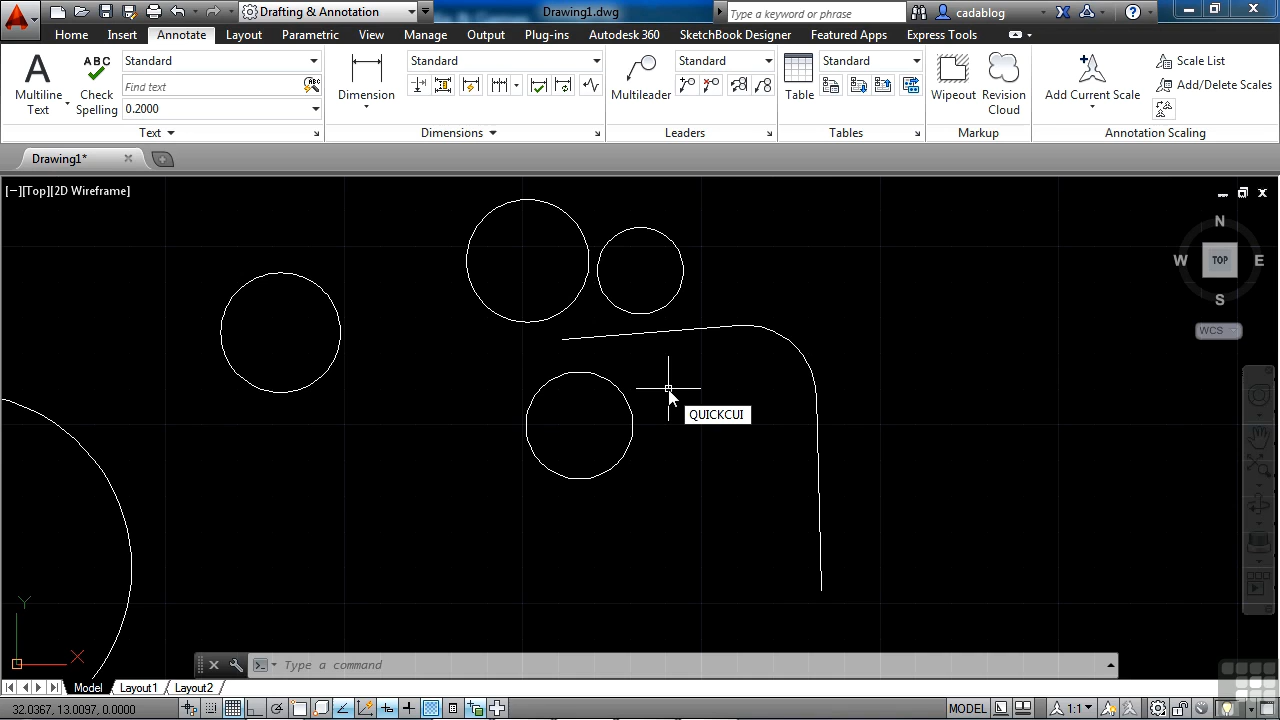 Drafting & Annotation
Drawing1.dwg
Type a keyword or phrase
cadablog
Home Insert Annotate Layout Parametric View Manage Output Plug-ins Autodesk 360 SketchBook Designer Featured Apps Express Tools
A
Multiline Text
ABC
Check Spelling
Standard
Find text
ABC
0.2000
Text
Dimension
Standard
Dimensions
Multileader
Standard
Leaders
Table
Standard
Tables
Wipeout
Revision Cloud
Markup
Add Current Scale
Scale List
Add/Delete Scales
Annotation Scaling
Drawing1*
[−][Top][2D Wireframe]
N
W TOP E
S
WCS
QUICKCUI
Y
X
Type a command
Model Layout1 Layout2
32.0367, 13.0097, 0.0000
MODEL
1:1